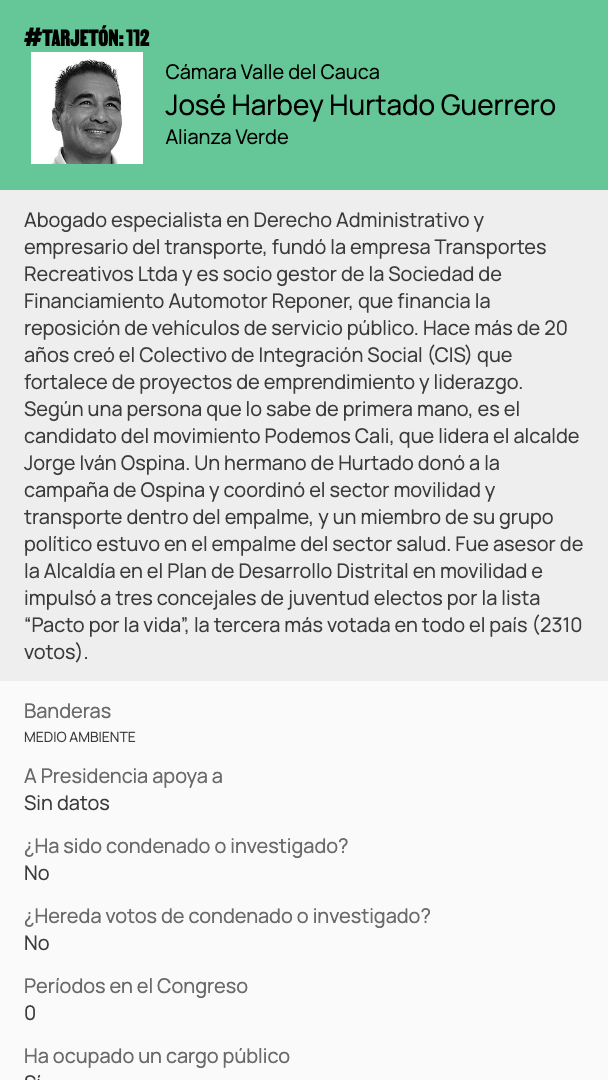 #TARJETÓN: 112
Cámara Valle del Cauca
José Harbey Hurtado Guerrero
Alianza Verde
Abogado especialista en Derecho Administrativo y
empresario del transporte, fundó la empresa Transportes
Recreativos Ltda y es socio gestor de la Sociedad de
Financiamiento Automotor Reponer, que financia la
reposición de vehículos de servicio público. Hace más de 20
años creó el Colectivo de Integración Social (CIS) que
fortalece de proyectos de emprendimiento y liderazgo.
Según una persona que lo sabe de primera mano, es el
candidato del movimiento Podemos Cali, que lidera el alcalde
Jorge Iván Ospina. Un hermano de Hurtado donó a la
campaña de Ospina y coordinó el sector movilidad y
transporte dentro del empalme, y un miembro de su grupo
político estuvo en el empalme del sector salud. Fue asesor de
la Alcaldía en el Plan de Desarrollo Distrital en movilidad e
impulsó a tres concejales de juventud electos por la lista
“Pacto por la vida”, la tercera más votada en todo el país (2310
votos).
Banderas
MEDIO AMBIENTE
A Presidencia apoya a
Sin datos
¿Ha sido condenado o investigado?
No
¿Hereda votos de condenado o investigado?
No
Períodos en el Congreso
0
Ha ocupado un cargo público